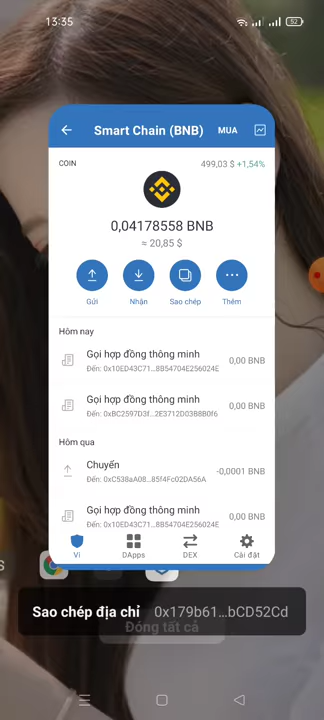 13:35
52
Smart Chain (BNB)
MUA
COIN
499,03 $ +1,54%
0,04178558 BNB
≈ 20,85 $
Gửi
Nhận
Sao chép
Thêm
Hôm nay
Gọi hợp đồng thông minh
0,00 BNB
Đến: 0x10ED43C71...8B54704E256024E
Gọi hợp đồng thông minh
0,00 BNB
Đến: 0xBC2597D3f...2E3712D03B8B0f6
Hôm qua
Chuyển
-0,0001 BNB
Đến: 0xC538aA08...85f4Fc02DA56A
Gọi hợp đồng thông minh
0,00 BNB
Đến: 0x10ED43C71...8B54704E256024E
Ví
DApps
DEX
Cài đặt
S
Sao chép địa chỉ 0x179b61...bCD52Cd
Đóng tất cả